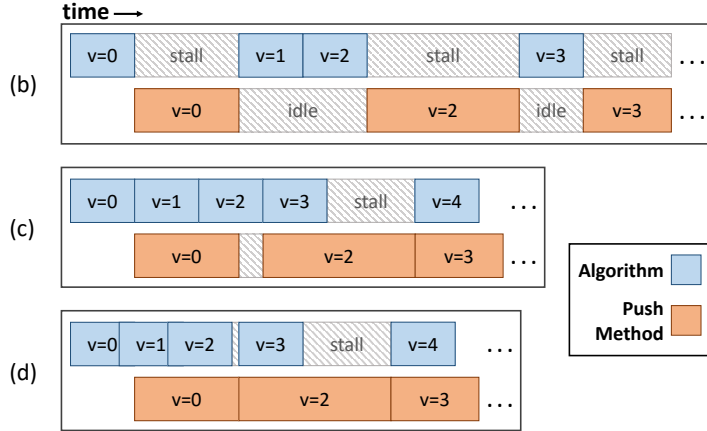 time
(b)
v=0 stall v=1 v=2 stall v=3 stall ...
v=0 idle v=2 idle v=3 ...
(c)
v=0 v=1 v=2 v=3 stall v=4 ...
v=0 v=2 v=3 ...
(d)
v=0 v=1 v=2 v=3 stall v=4 ...
v=0 v=2 v=3 ...
Algorithm
Push
Method